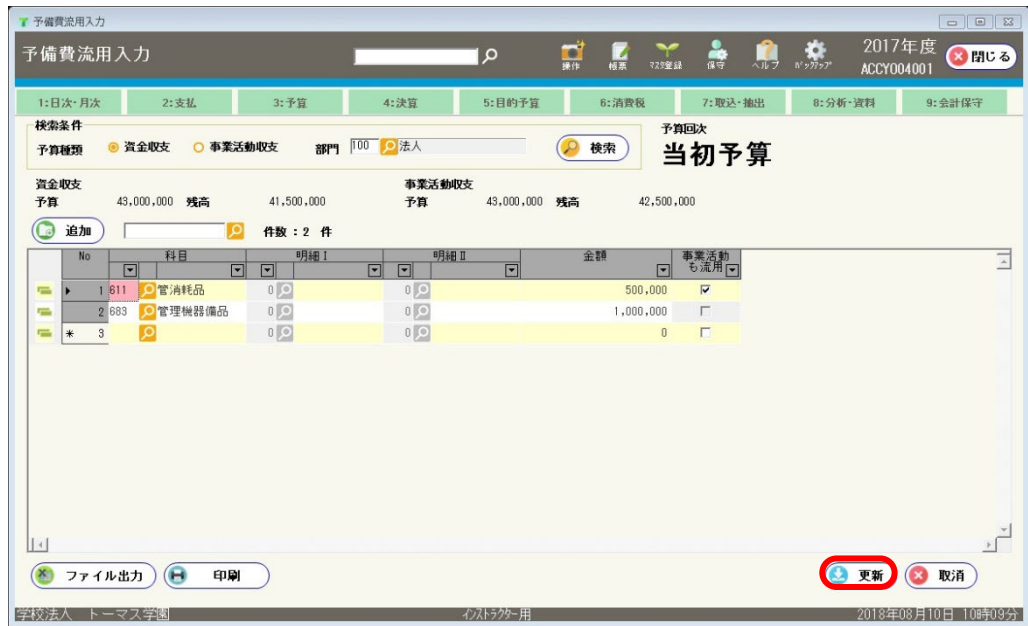 予備費流用入力
予備費流用入力
操作 帳票 マスタ登録 保守 ヘルプ ﾊﾞｯｸｱｯﾌﾟ
2017年度
ACCY004001
閉じる
1:日次・月次 2:支払 3:予算 4:決算 5:目的予算 6:消費税 7:取込・抽出 8:分析・資料 9:会計保守
検索条件
予算種類 資金収支 事業活動収支 部門 100 法人 検索
予算回次
当初予算
資金収支 事業活動収支
予算 43,000,000 残高 41,500,000 予算 43,000,000 残高 42,500,000
追加 件数：2 件
No 科目 明細Ⅰ 明細Ⅱ 金額 事業活動
も流用
1 611 管消耗品 0 0 500,000
2 683 管理機器備品 0 0 1,000,000
* 3 0 0 0
ファイル出力 印刷 更新 取消
学校法人 トーマス学園 インストラクター用 2018年08月10日 10時09分